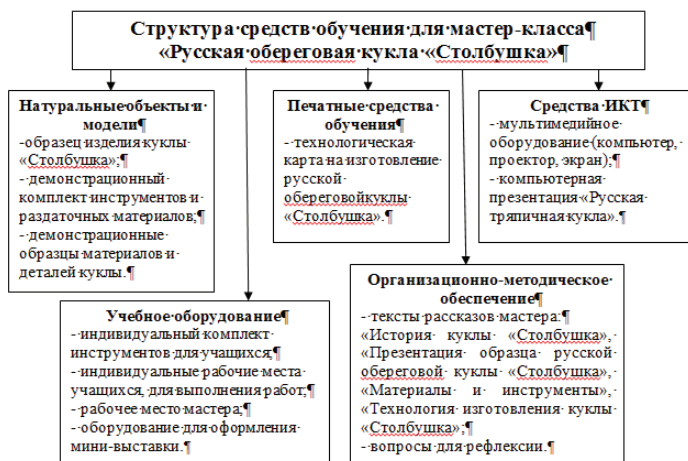 Структура средств обучения для мастер-класса¶
«Русская обереговая кукла «Столбушка»¶
Натуральные объекты и
модели¶
-образец изделия куклы
«Столбушка»;¶
- демонстрационный
комплект инструментов и
раздаточных материалов;¶
- демонстрационные
образцы материалов и
деталей куклы.¶
Печатные средства
обучения¶
- технологическая
карта на изготовление
русской
обереговойкуклы
«Столбушка».¶
Средства ИКТ¶
- мультимедийное
оборудование (компьютер,
проектор, экран);¶
- компьютерная
презентация «Русская
тряпичная кукла».¶
Учебное оборудование¶
- индивидуальный комплект
инструментов для учащихся;¶
- индивидуальные рабочие места
учащихся, для выполнения работ;¶
- рабочее место мастера;¶
- оборудование для оформления
мини-выставки.¶
Организационно-методическое
обеспечение¶
- тексты рассказов мастера:
«История куклы «Столбушка»,
«Презентация образца русской
обереговой куклы «Столбушка»,
«Материалы и инструменты»,
«Технология изготовления куклы
«Столбушка»;¶
- вопросы для рефлексии.¶